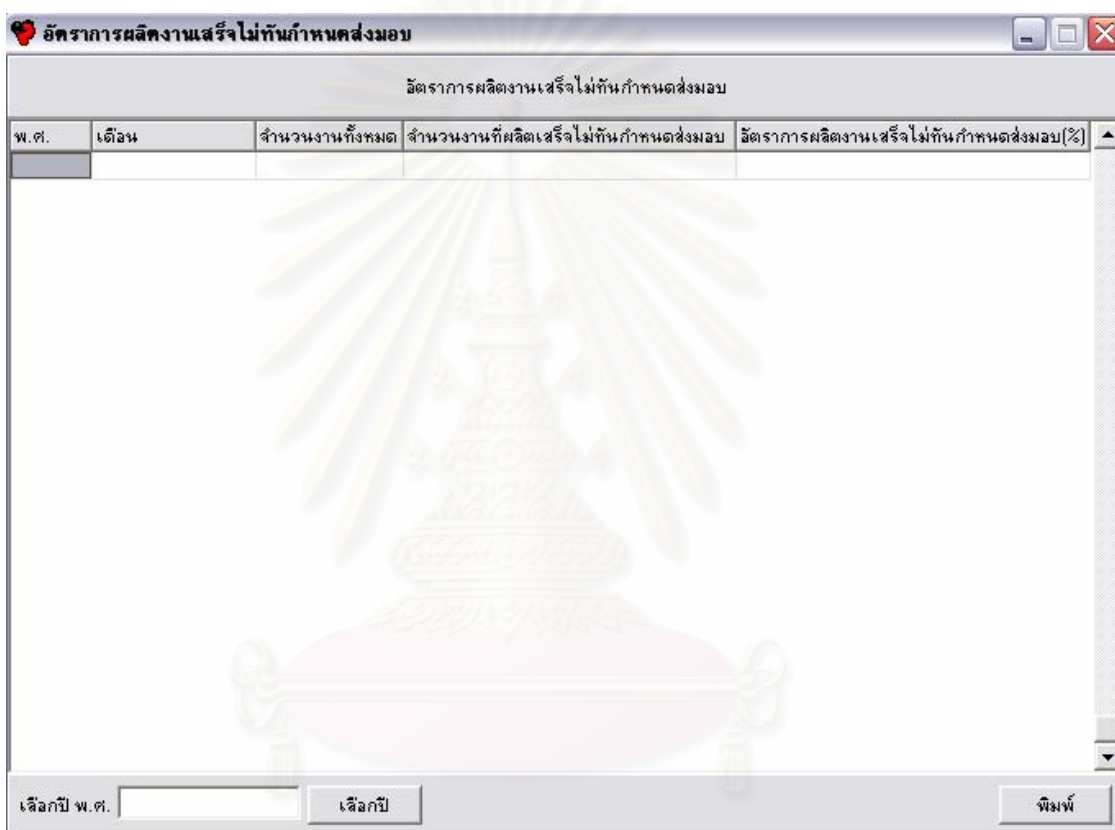 อัตราการผลิตงานเสร็จไม่ทันกำหนดส่งมอบ
อัตราการผลิตงานเสร็จไม่ทันกำหนดส่งมอบ
พ.ศ. เดือน จำนวนงานทั้งหมด จำนวนงานที่ผลิตเสร็จไม่ทันกำหนดส่งมอบ อัตราการผลิตงานเสร็จไม่ทันกำหนดส่งมอบ(%)
เลือกปี พ.ศ. เลือกปี พิมพ์